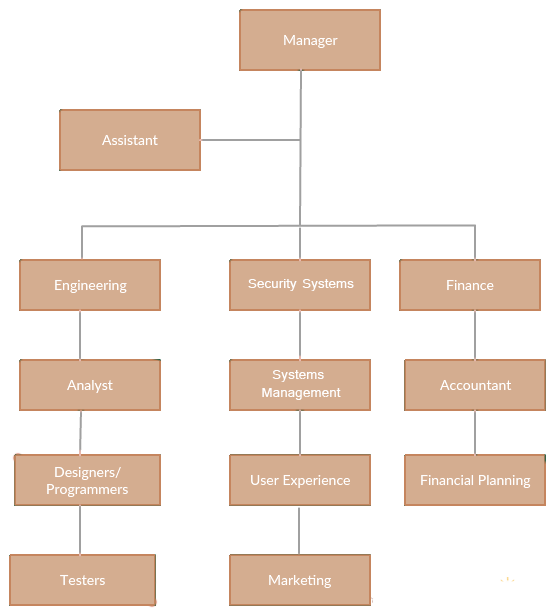 Manager
Assistant
Engineering
Security Systems
Finance
Analyst
Systems
Management
Accountant
Designers/
Programmers
User Experience
Financial Planning
Testers
Marketing